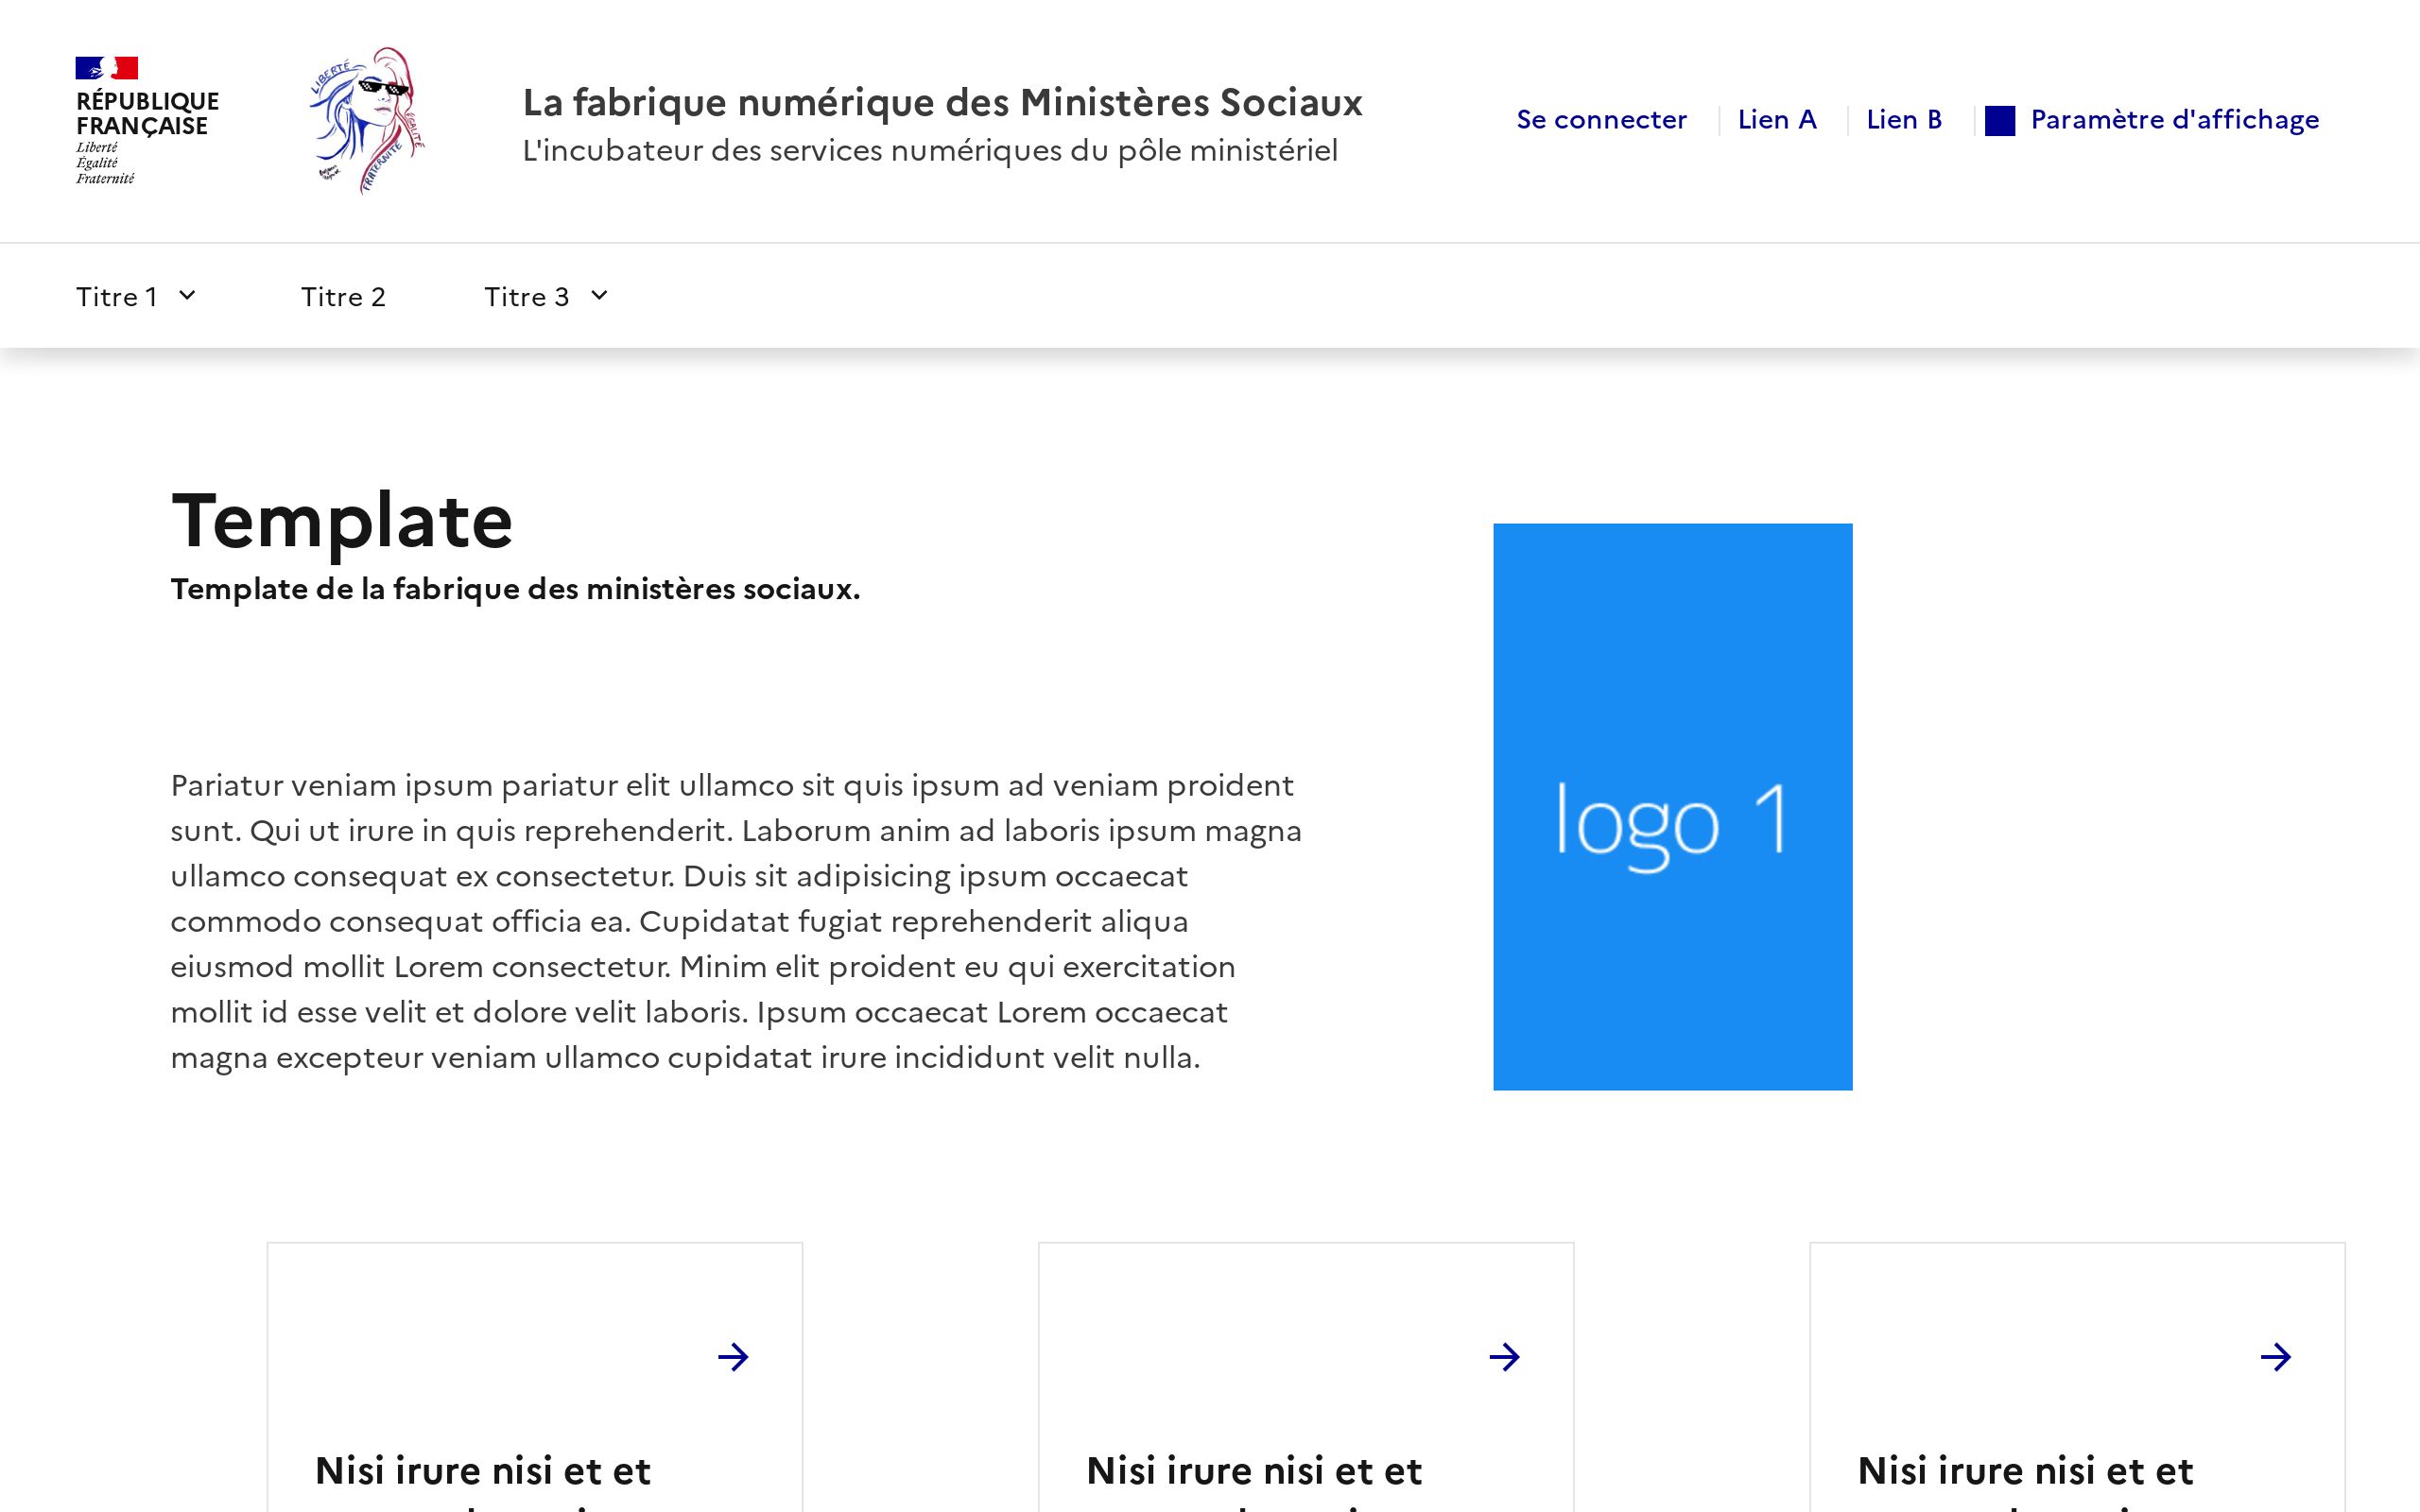 RÉPUBLIQUE
FRANÇAISE
Liberté
Égalité
Fraternité
LIBERTÉ
ÉGALITÉ
FRATERNITÉ
La fabrique numérique des Ministères Sociaux
L'incubateur des services numériques du pôle ministériel
Se connecter Lien A Lien B Paramètre d'affichage
Titre 1 Titre 2 Titre 3
Template
Template de la fabrique des ministères sociaux.
Pariatur veniam ipsum pariatur elit ullamco sit quis ipsum ad veniam proident
sunt. Qui ut irure in quis reprehenderit. Laborum anim ad laboris ipsum magna
ullamco consequat ex consectetur. Duis sit adipisicing ipsum occaecat
commodo consequat officia ea. Cupidatat fugiat reprehenderit aliqua
eiusmod mollit Lorem consectetur. Minim elit proident eu qui exercitation
mollit id esse velit et dolore velit laboris. Ipsum occaecat Lorem occaecat
magna excepteur veniam ullamco cupidatat irure incididunt velit nulla.
logo 1
Nisi irure nisi et et
Nisi irure nisi et et
Nisi irure nisi et et